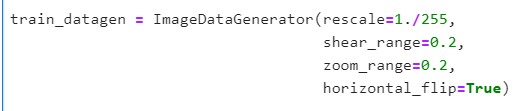 train_datagen = ImageDataGenerator(rescale=1./255,
shear_range=0.2,
zoom_range=0.2,
horizontal_flip=True)